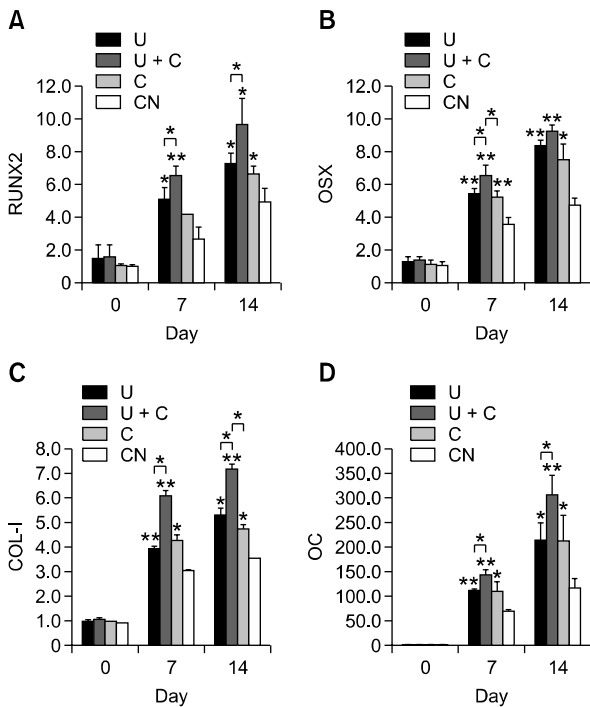 A
U
U + C
C
CN
RUNX2
12.0
10.0
8.0
6.0
4.0
2.0
0
*
*
**
*
*
*
*
0 7 14
Day
B
U
U + C
C
CN
OSX
12.0
10.0
8.0
6.0
4.0
2.0
0.0
* *
**
** **
**
** *
0 7 14
Day
C
U
U + C
C
CN
COL-I
8.0
7.0
6.0
5.0
4.0
3.0
2.0
1.0
0.0
*
**
** *
*
*
**
* *
0 7 14
Day
D
U
U + C
C
CN
OC
400.0
350.0
300.0
250.0
200.0
150.0
100.0
50.0
0.0
*
**
** *
*
**
* *
0 7 14
Day